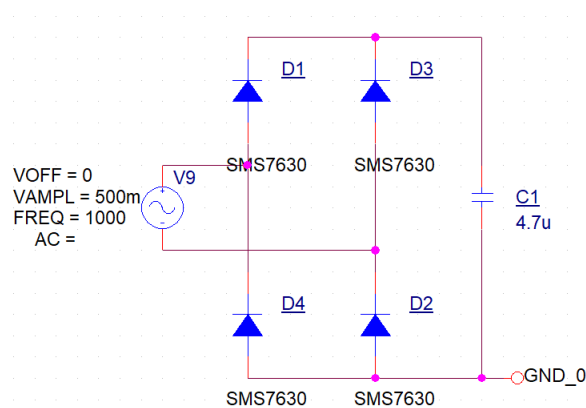 D1
D3
SMS7630
SMS7630
VOFF = 0
VAMPL = 500m
FREQ = 1000
AC =
V9
C1
4.7u
D4
D2
GND_0
SMS7630
SMS7630